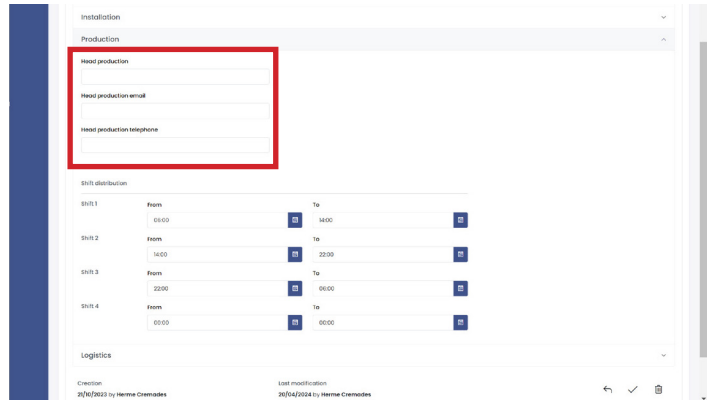 Installation
Production
Head production
Head production email
Head production telephone
Shift distribution
Shift 1
From
To
06:00
14:00
Shift 2
From
To
14:00
22:00
Shift 3
From
To
22:00
06:00
Shift 4
From
To
00:00
00:00
Logistics
Creation
Last modification
21/10/2023 by Herme Cremades
20/04/2024 by Herme Cremades